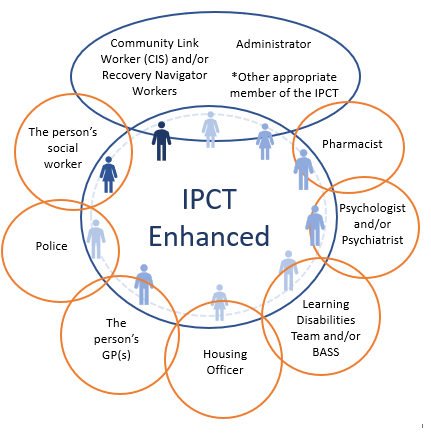 Community Link
Worker (CIS) and/or
Recovery Navigator
Workers
Administrator
*Other appropriate
member of the IPCT
The person's
social
worker
Pharmacist
IPCT
Enhanced
Psychologist
and/or
Psychiatrist
Police
Learning
Disabilities
Team and/or
BASS
The
person's
GP(s)
Housing
Officer